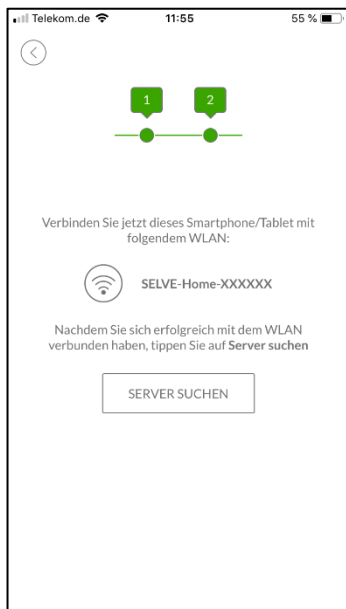 Telekom.de 11:55 55 %
1 2
Verbinden Sie jetzt dieses Smartphone/Tablet mit
folgendem WLAN:
SELVE-Home-XXXXXX
Nachdem Sie sich erfolgreich mit dem WLAN
verbunden haben, tippen Sie auf Server suchen
SERVER SUCHEN